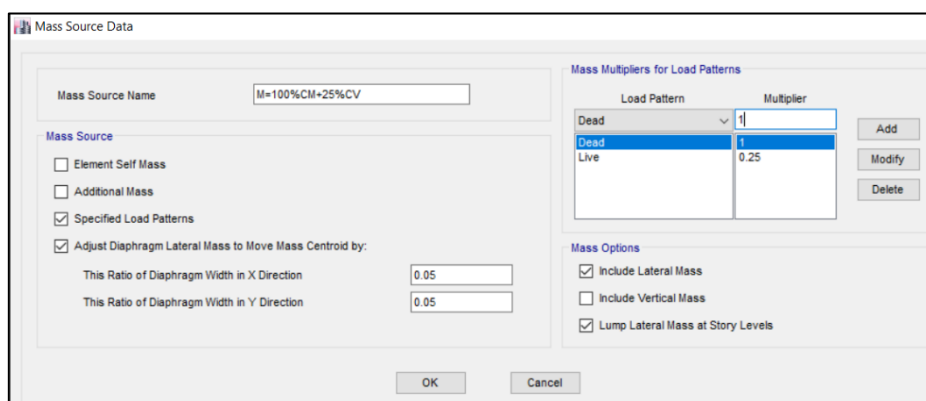 Mass Source Data
Mass Source Name
M=100%CM+25%CV
Mass Source
Element Self Mass
Additional Mass
Specified Load Patterns
Adjust Diaphragm Lateral Mass to Move Mass Centroid by:
This Ratio of Diaphragm Width in X Direction
0.05
This Ratio of Diaphragm Width in Y Direction
0.05
Mass Multipliers for Load Patterns
Load Pattern Multiplier
Dead 1
Dead 1
Live 0.25
Add
Modify
Delete
Mass Options
Include Lateral Mass
Include Vertical Mass
Lump Lateral Mass at Story Levels
OK Cancel